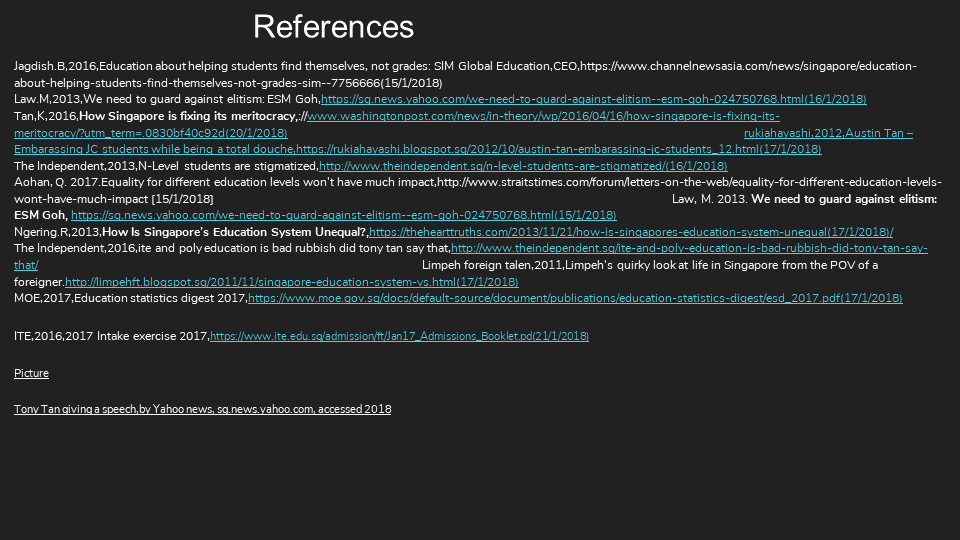 References
Jagdish.B,2016,Education about helping students find themselves, not grades: SIM Global Education,CEO,https://www.channelnewsasia.com/news/singapore/education-
about-helping-students-find-themselves-not-grades-sim--7756666(15/1/2018)
Law.M,2013,We need to guard against elitism: ESM Goh,https://sg.news.yahoo.com/we-need-to-guard-against-elitism--esm-goh-024750768.html(16/1/2018)
Tan,K,2016,How Singapore is fixing its meritocracy,://www.washingtonpost.com/news/in-theory/wp/2016/04/16/how-singapore-is-fixing-its-
meritocracy/?utm_term=.0830bf40c92d(20/1/2018) rukiahayashi,2012,Austin Tan –
Embarassing JC students while being a total douche,https://rukiahayashi.blogspot.sg/2012/10/austin-tan-embarassing-jc-students_12.html(17/1/2018)
The Independent,2013,N-Level students are stigmatized,http://www.theindependent.sg/n-level-students-are-stigmatized/(16/1/2018)
Aohan, Q. 2017.Equality for different education levels won't have much impact,http://www.straitstimes.com/forum/letters-on-the-web/equality-for-different-education-levels-
wont-have-much-impact [15/1/2018] Law, M. 2013. We need to guard against elitism:
ESM Goh, https://sg.news.yahoo.com/we-need-to-guard-against-elitism--esm-goh-024750768.html(15/1/2018)
Ngering.R,2013,How Is Singapore's Education System Unequal?,https://thehearttruths.com/2013/11/21/how-is-singapores-education-system-unequal(17/1/2018)/
The Independent,2016,ite and poly education is bad rubbish did tony tan say that,http://www.theindependent.sg/ite-and-poly-education-is-bad-rubbish-did-tony-tan-say-
that/ Limpeh foreign talen,2011,Limpeh's quirky look at life in Singapore from the POV of a
foreigner.http://limpehft.blogspot.sg/2011/11/singapore-education-system-vs.html(17/1/2018)
MOE,2017,Education statistics digest 2017,https://www.moe.gov.sg/docs/default-source/document/publications/education-statistics-digest/esd_2017.pdf(17/1/2018)
ITE,2016,2017 Intake exercise 2017,https://www.ite.edu.sg/admission/ft/Jan17_Admissions_Booklet.pd(21/1/2018)
Picture
Tony Tan giving a speech,by Yahoo news, sg.news.yahoo.com, accessed 2018